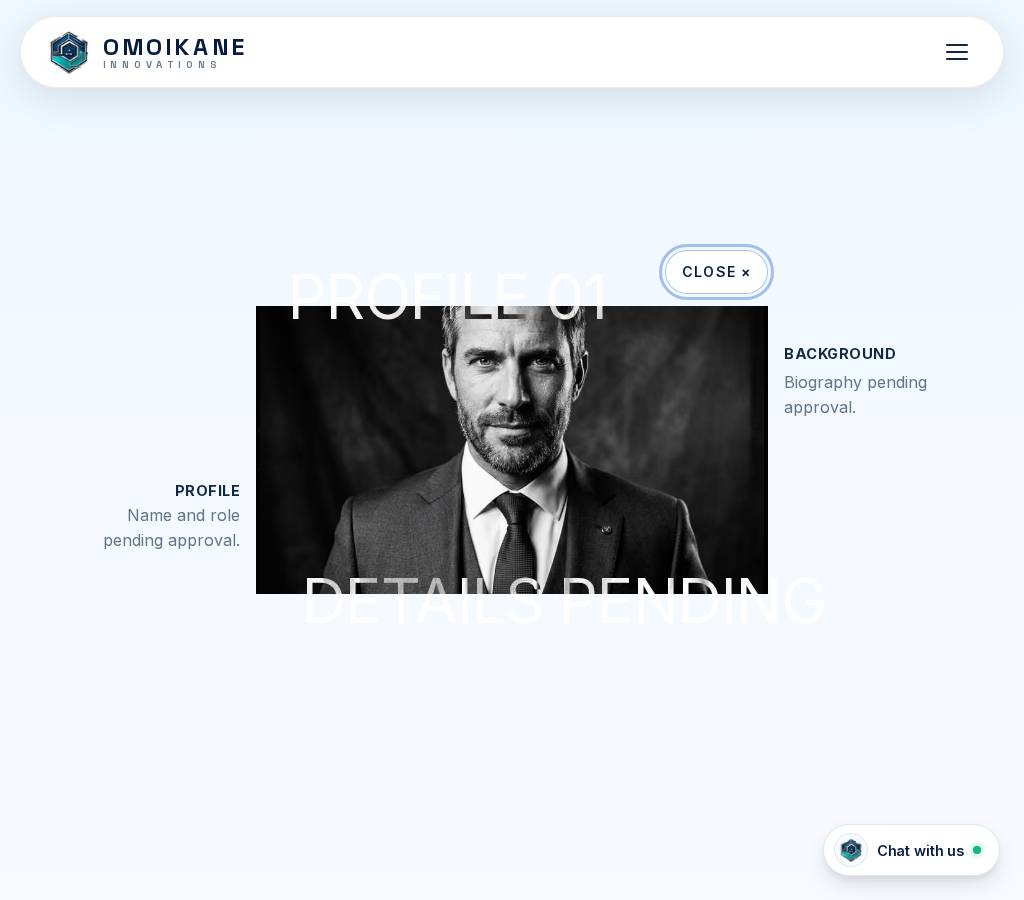 OMOIKANE
INNOVATIONS
CLOSE ×
PROFILE 01
BACKGROUND
Biography pending
approval.
PROFILE
Name and role
pending approval.
DETAILS PENDING
Chat with us